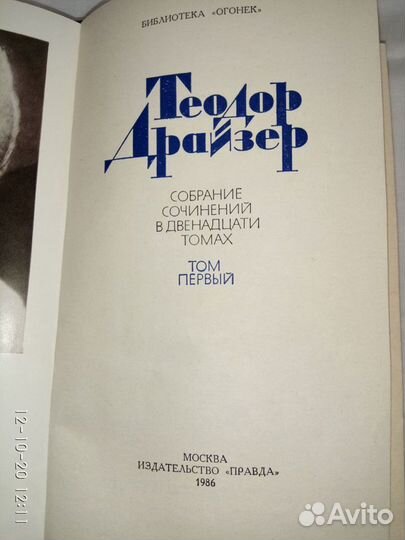 БИБЛИОТЕКА «ОГОНЕК»
Теодор
Драйзер
СОБРАНИЕ
СОЧИНЕНИЙ
В ДВЕНАДЦАТИ
ТОМАХ
ТОМ
ПЕРВЫЙ
МОСКВА
ИЗДАТЕЛЬСТВО «ПРАВДА»
1986
12-10-20 12:11
Avito